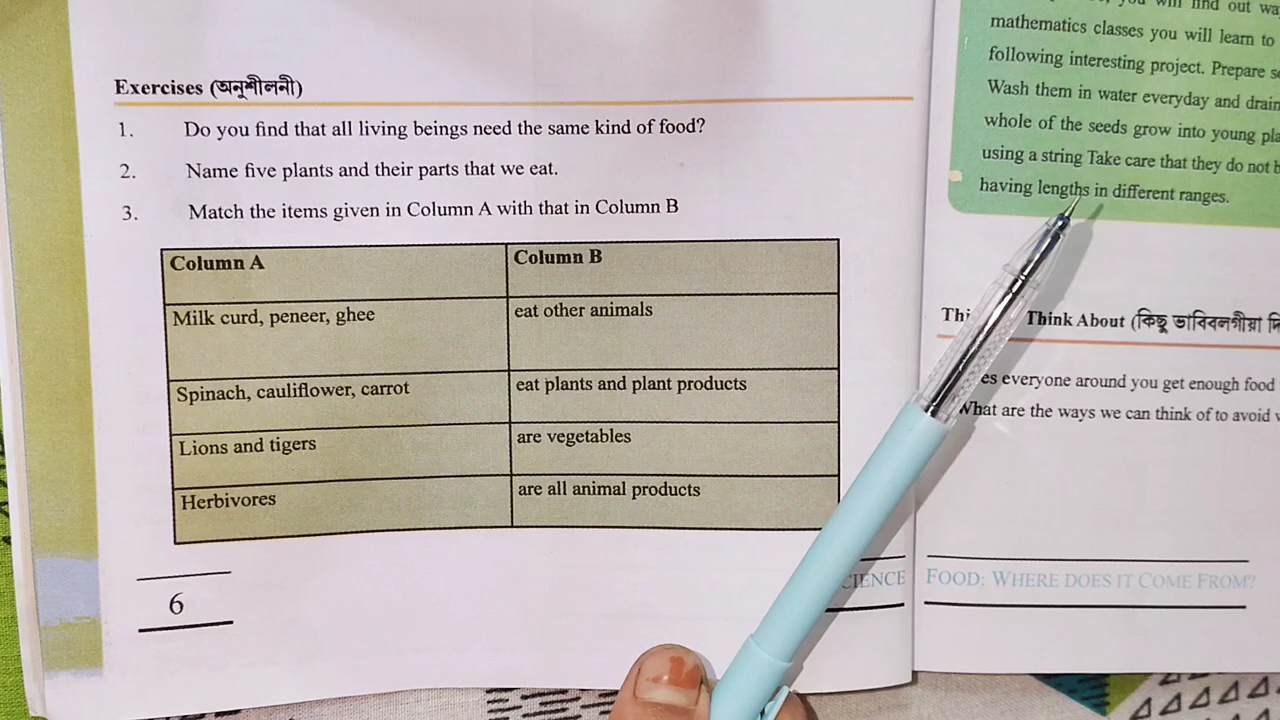 Exercises (অনুশীলনী)
1. Do you find that all living beings need the same kind of food?
2. Name five plants and their parts that we eat.
3. Match the items given in Column A with that in Column B
Column A Column B
Milk curd, peneer, ghee eat other animals
Spinach, cauliflower, carrot eat plants and plant products
Lions and tigers are vegetables
Herbivores are all animal products
6
you will find out
mathematics classes you will learn to
following interesting project. Prepare
Wash them in water everyday and drain
whole of the seeds grow into young
using a string Take care that they do not
having lengths in different ranges.
Think About (কিছু
everyone around you get enough food
What are the ways we can think of to avoid
FOOD: WHERE DOES IT COME FROM?